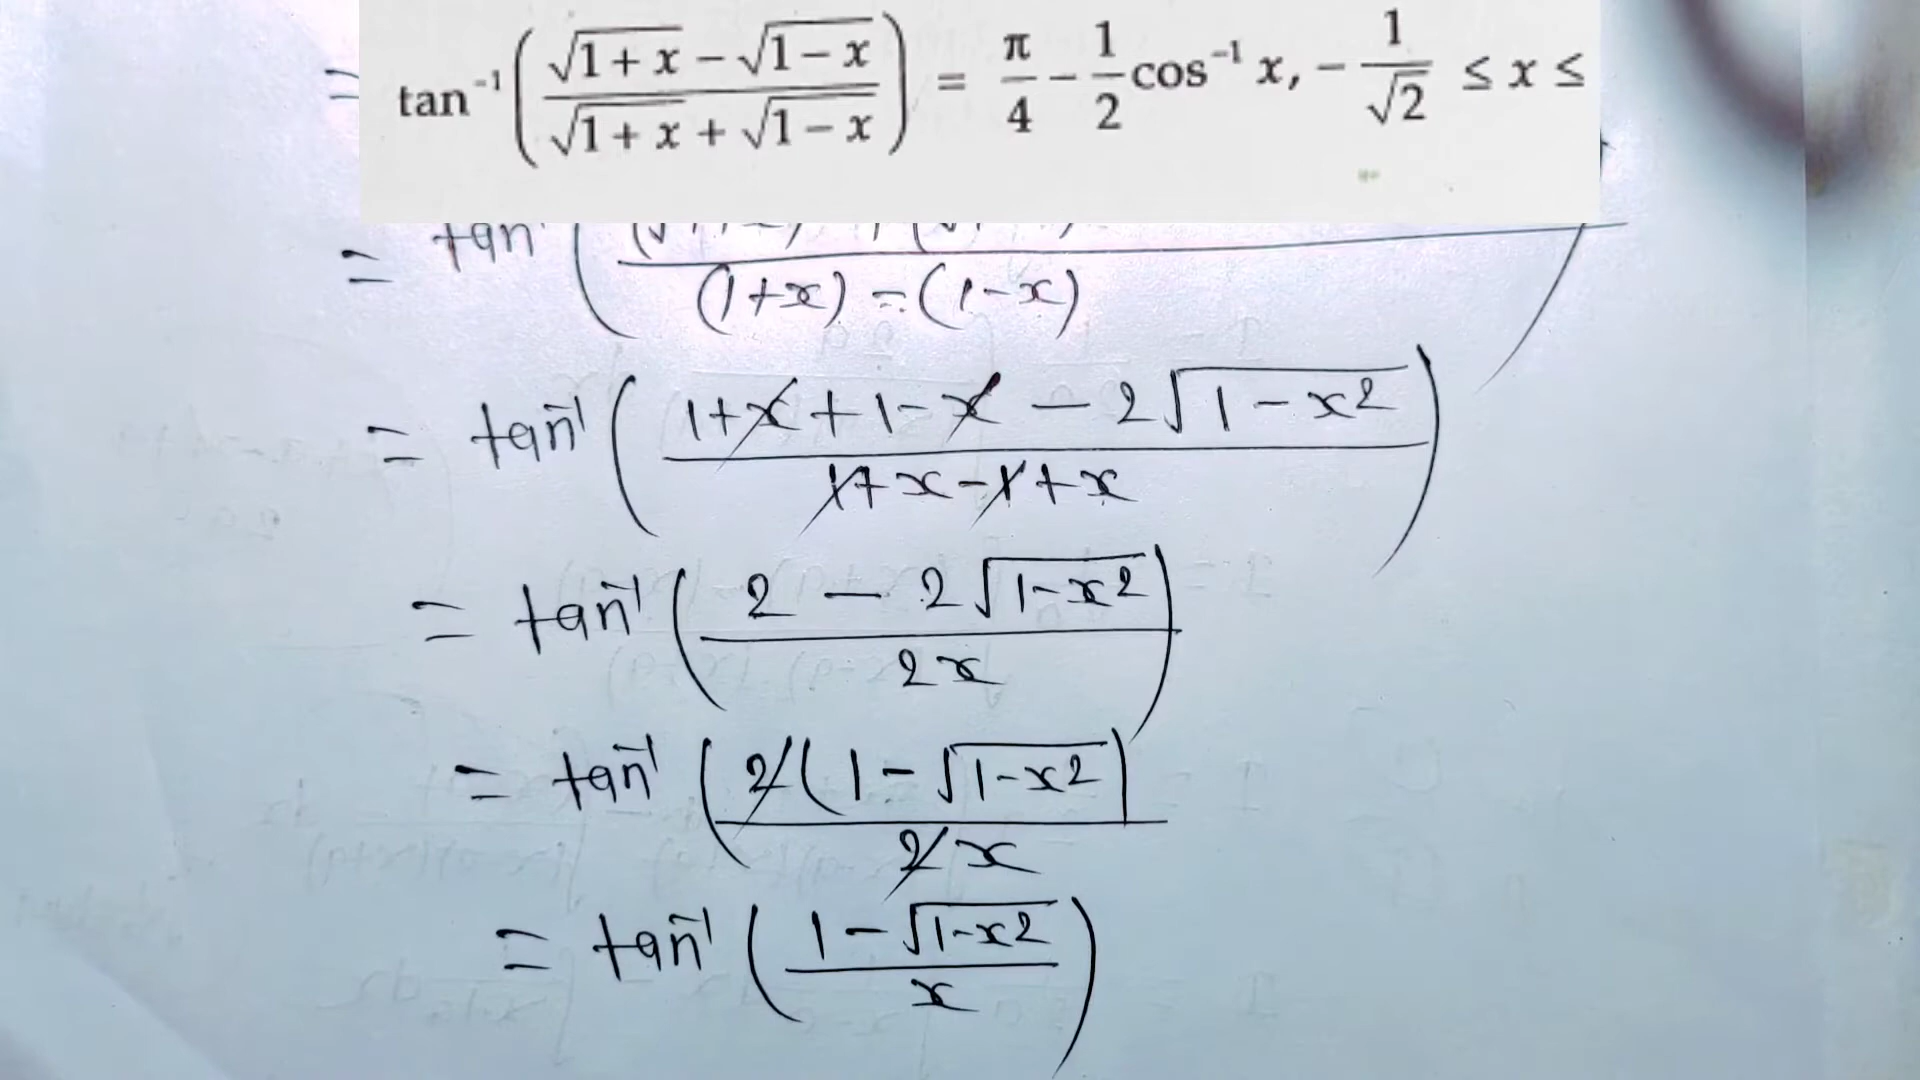 tan⁻¹ ( (√1+x − √1−x) / (√1+x + √1−x) ) = π/4 − 1/2 cos⁻¹ x, − 1/√2 ≤ x ≤
=
= tan ( / (1+x) − (1−x)
= tan⁻¹ ( (1+x+1−x − 2√1−x²) / (1+x−1+x) )
= tan⁻¹ ( (2 − 2√1−x²) / 2x )
= tan⁻¹ ( 2(1−√1−x²) / 2x
= tan⁻¹ ( (1−√1−x²) / x )